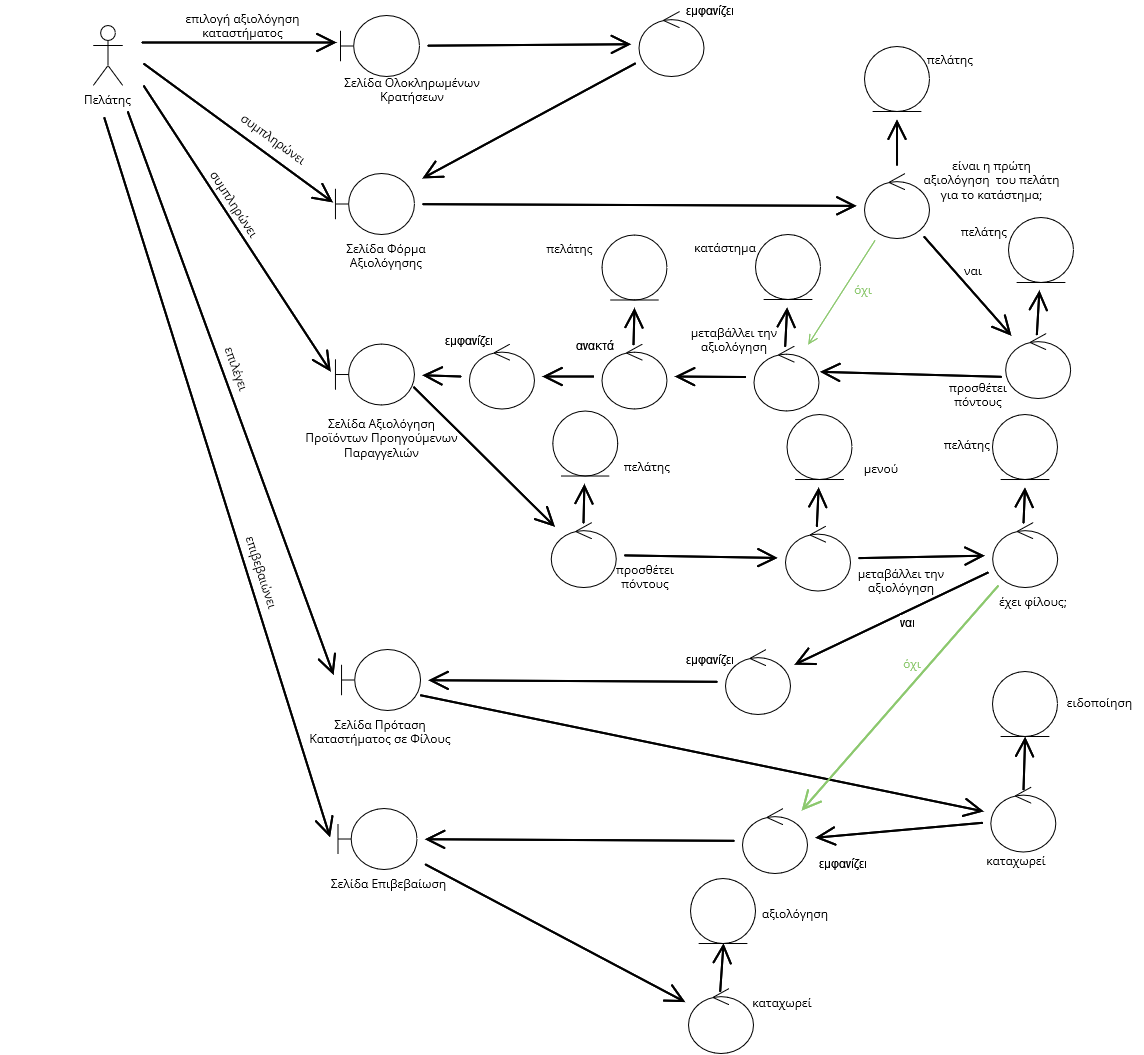 επιλογή αξιολόγηση
καταστήματος
εμφανίζει
Πελάτης
Σελίδα Ολοκληρωμένων
Κρατήσεων
πελάτης
συμπληρώνει
είναι η πρώτη
αξιολόγηση του πελάτη
για το κατάστημα;
συμπληρώνει
Σελίδα Φόρμα
Αξιολόγησης
πελάτης
κατάστημα
πελάτης
ναι
όχι
εμφανίζει
ανακτά
μεταβάλλει την
αξιολόγηση
προσθέτει
πόντους
επιλέγει
Σελίδα Αξιολόγηση
Προϊόντων Προηγούμενων
Παραγγελιών
πελάτης
μενού
πελάτης
επιβεβαιώνει
προσθέτει
πόντους
μεταβάλλει την
αξιολόγηση
έχει φίλους;
ναι
όχι
εμφανίζει
Σελίδα Πρόταση
Καταστήματος σε Φίλους
ειδοποίηση
εμφανίζει
καταχωρεί
Σελίδα Επιβεβαίωση
αξιολόγηση
καταχωρεί